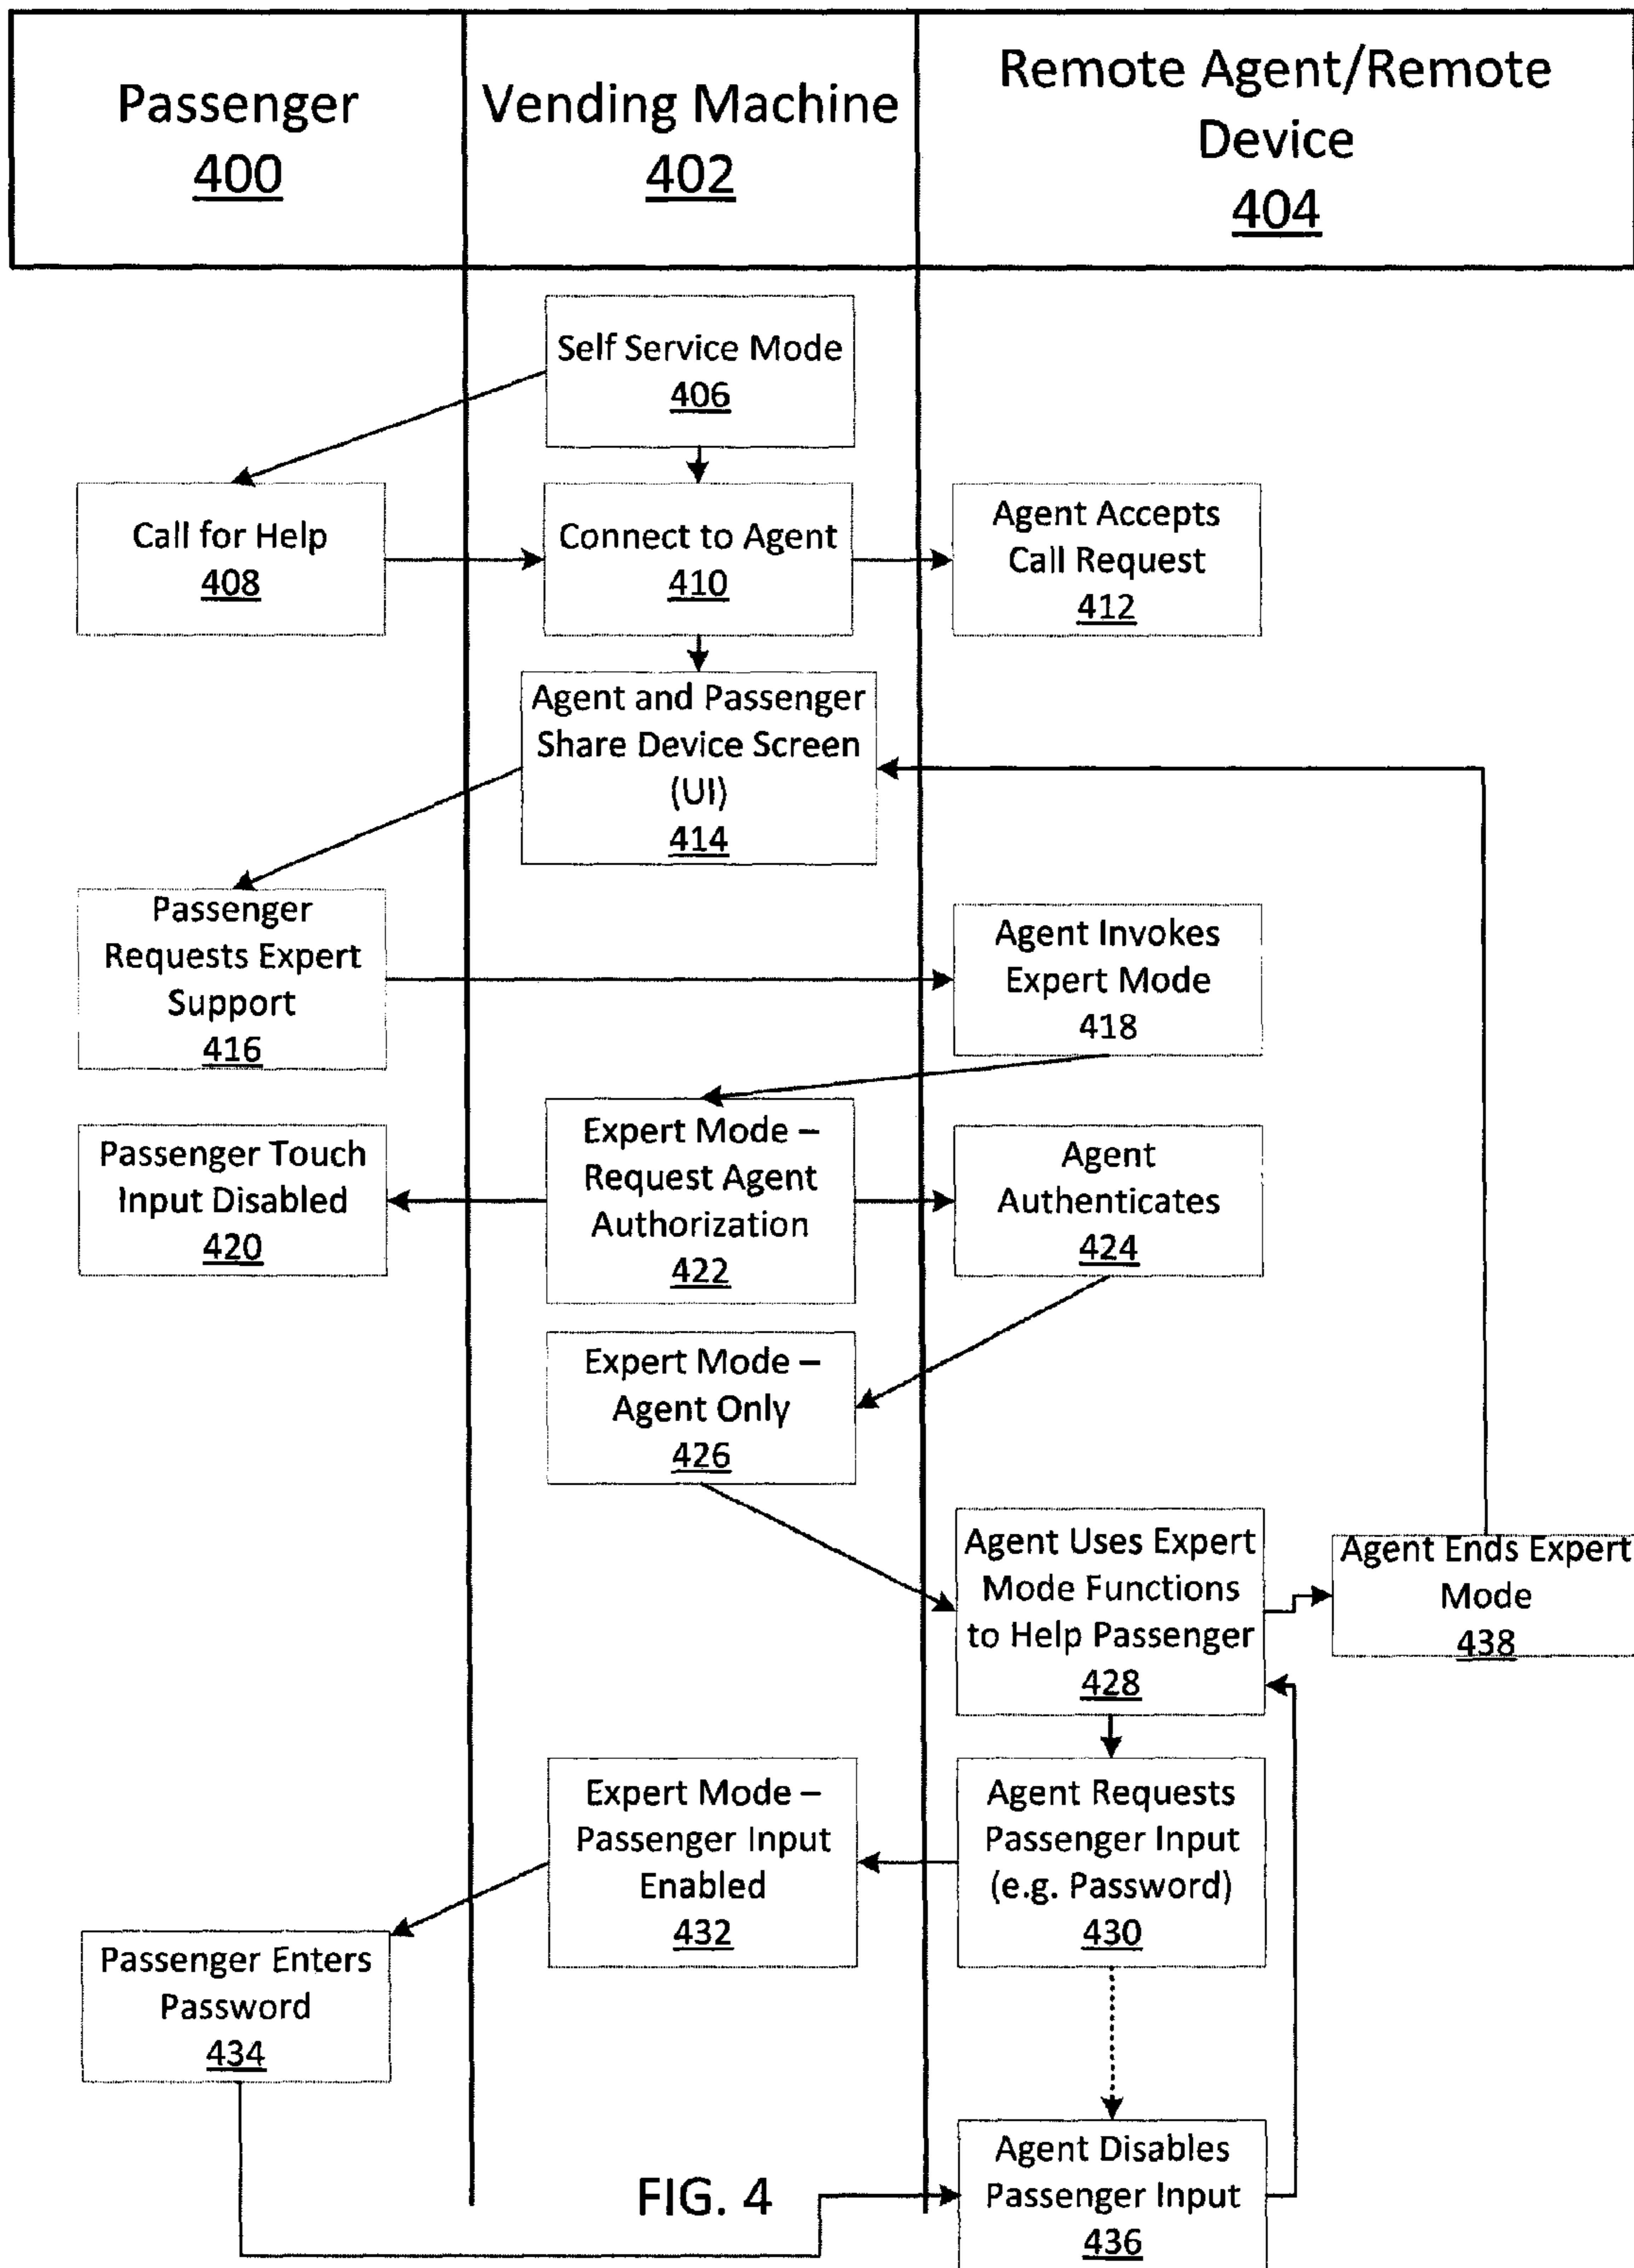 Passenger
400
Vending Machine
402
Remote Agent/Remote
Device
404
Self Service Mode
406
Call for Help
408
Connect to Agent
410
Agent Accepts
Call Request
412
Agent and Passenger
Share Device Screen
(UI)
414
Passenger
Requests Expert
Support
416
Agent Invokes
Expert Mode
418
Passenger Touch
Input Disabled
420
Expert Mode –
Request Agent
Authorization
422
Agent
Authenticates
424
Expert Mode –
Agent Only
426
Agent Uses Expert
Mode Functions
to Help Passenger
428
Agent Ends Expert
Mode
438
Expert Mode –
Passenger Input
Enabled
432
Agent Requests
Passenger Input
(e.g. Password)
430
Passenger Enters
Password
434
Agent Disables
Passenger Input
436
FIG. 4